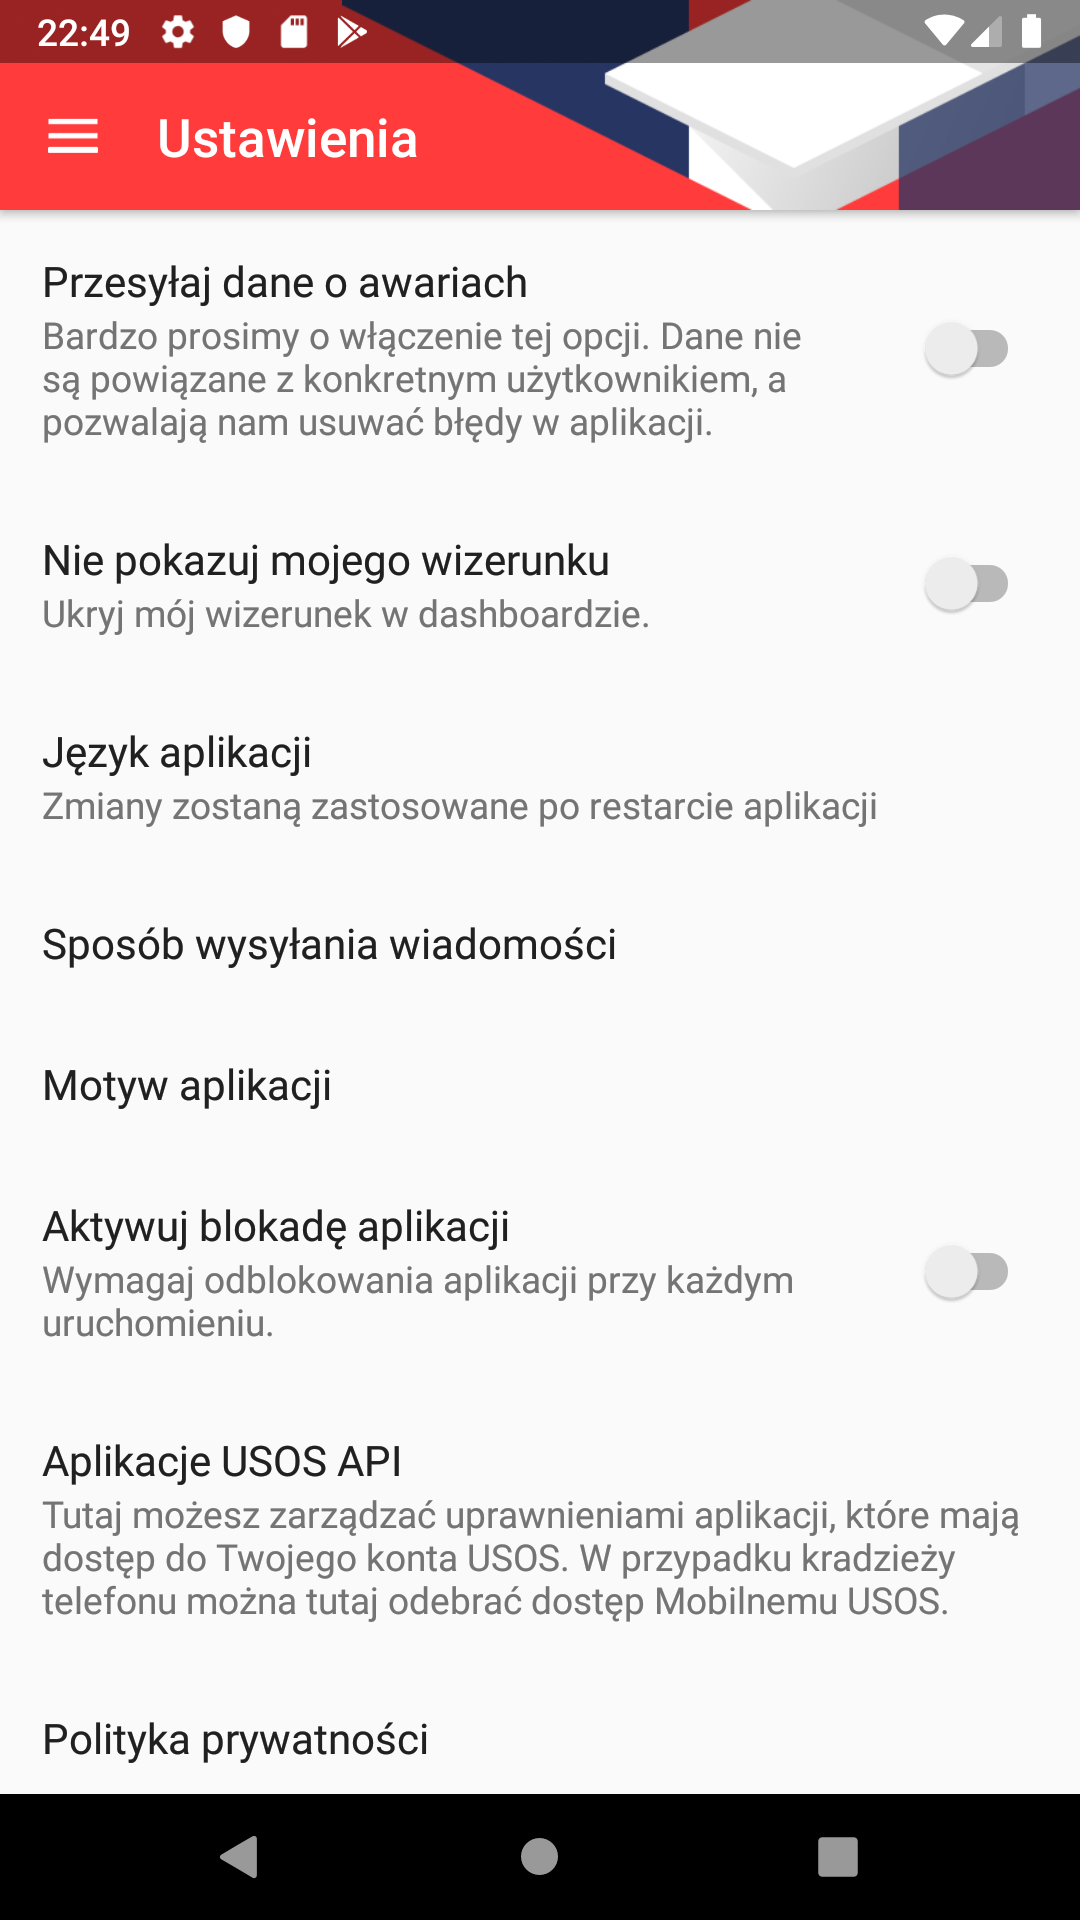 22:49
Ustawienia
Przesyłaj dane o awariach
Bardzo prosimy o włączenie tej opcji. Dane nie
są powiązane z konkretnym użytkownikiem, a
pozwalają nam usuwać błędy w aplikacji.
Nie pokazuj mojego wizerunku
Ukryj mój wizerunek w dashboardzie.
Język aplikacji
Zmiany zostaną zastosowane po restarcie aplikacji
Sposób wysyłania wiadomości
Motyw aplikacji
Aktywuj blokadę aplikacji
Wymagaj odblokowania aplikacji przy każdym
uruchomieniu.
Aplikacje USOS API
Tutaj możesz zarządzać uprawnieniami aplikacji, które mają
dostęp do Twojego konta USOS. W przypadku kradzieży
telefonu można tutaj odebrać dostęp Mobilnemu USOS.
Polityka prywatności